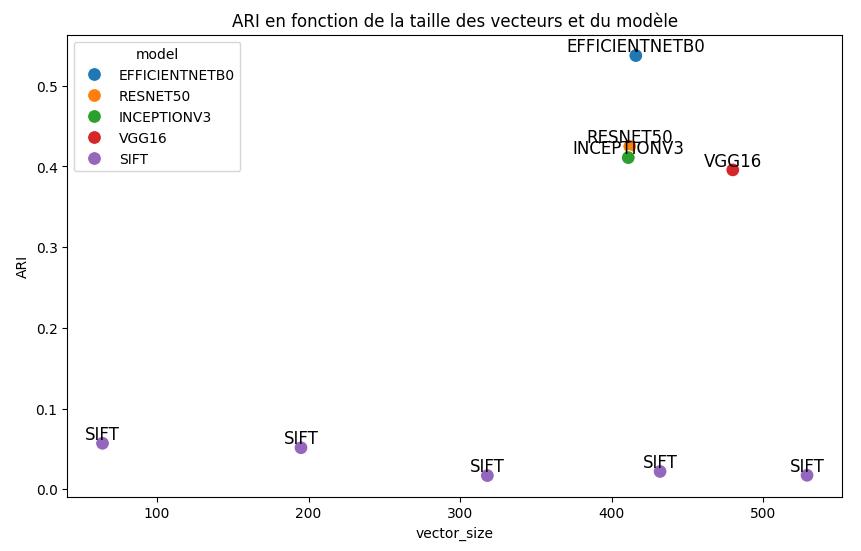 ARI en fonction de la taille des vecteurs et du modèle
model
EFFICIENTNETB0
RESNET50
INCEPTIONV3
VGG16
SIFT
EFFICIENTNETB0
RESNET50
INCEPTIONV3
VGG16
SIFT
SIFT
SIFT
SIFT
SIFT
ARI
0.5
0.4
0.3
0.2
0.1
0.0
100 200 300 400 500
vector_size